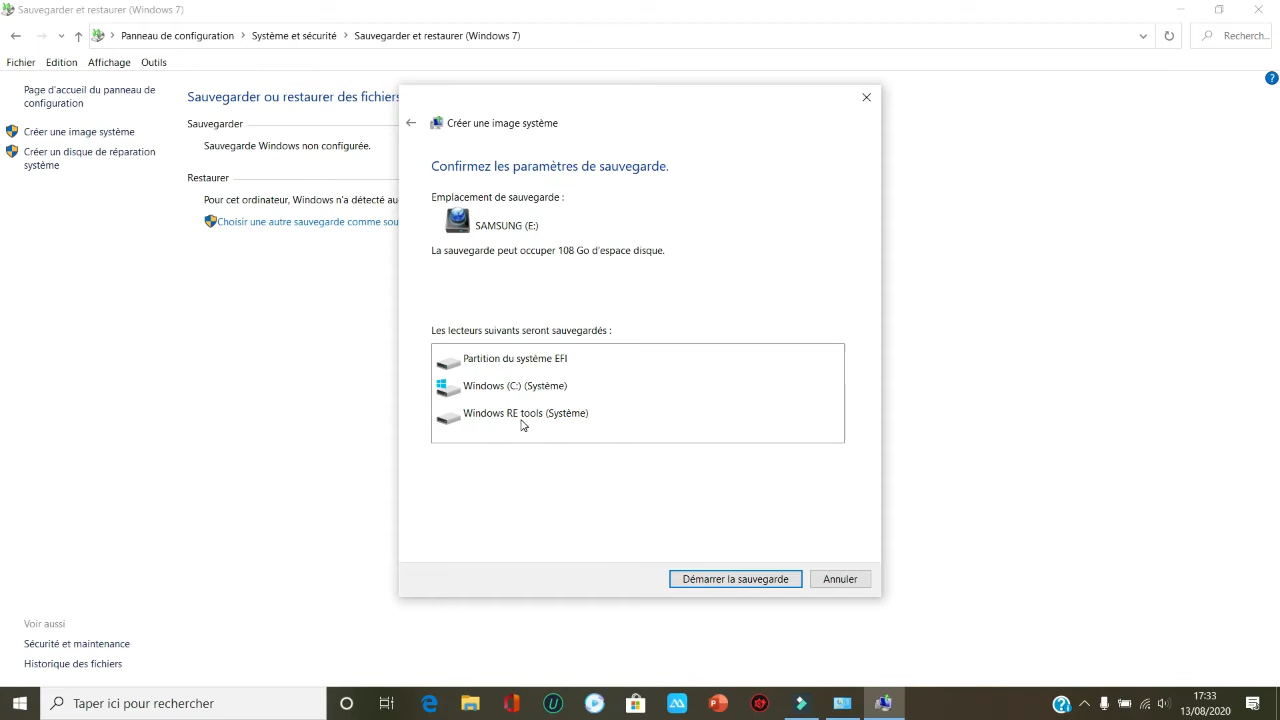 Sauvegarder et restaurer (Windows 7)
Panneau de configuration
Système et sécurité
Sauvegarder et restaurer (Windows 7)
Recherch...
Fichier
Edition
Affichage
Outils
Page d'accueil du panneau de
configuration
Créer une image système
Créer un disque de réparation
système
Sauvegarder ou restaurer des fichiers
Sauvegarder
Sauvegarde Windows non configurée.
Restaurer
Pour cet ordinateur, Windows n'a détecté au
Choisir une autre sauvegarde comme sou
Créer une image système
Confirmez les paramètres de sauvegarde.
Emplacement de sauvegarde :
SAMSUNG (E:)
La sauvegarde peut occuper 108 Go d'espace disque.
Les lecteurs suivants seront sauvegardés :
Partition du système EFI
Windows (C:) (Système)
Windows RE tools (Système)
Démarrer la sauvegarde
Annuler
Voir aussi
Sécurité et maintenance
Historique des fichiers
Taper ici pour rechercher
17:33
13/08/2020